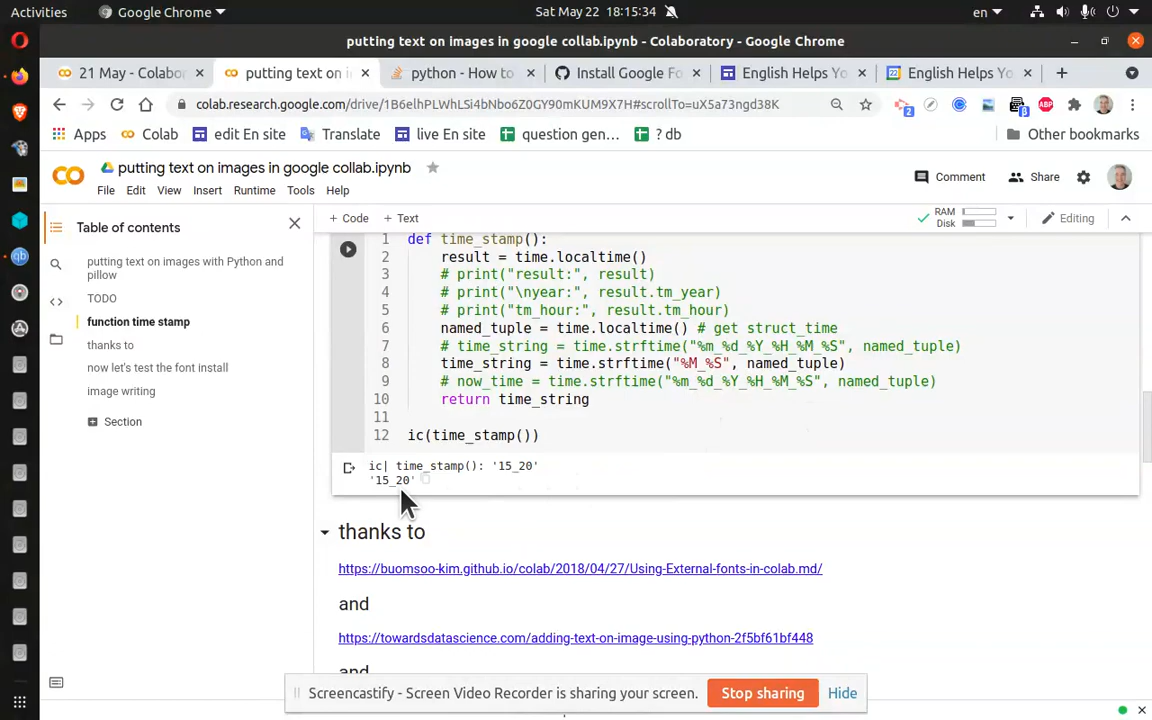 Activities
Google Chrome
Sat May 22 18:15:34
en
putting text on images in google collab.ipynb - Colaboratory - Google Chrome
21 May - Colabor
putting text on i
python - How to
Install Google Fo
English Helps Yo
English Helps Yo
colab.research.google.com/drive/1B6elhPLWhLSi4bNbo6Z0GY90mKUM9X7H#scrollTo=uX5a73ngd38K
2
ABP
Apps
Colab
edit En site
Translate
live En site
question gen...
? db
Other bookmarks
putting text on images in google collab.ipynb
Comment
Share
File
Edit
View
Insert
Runtime
Tools
Help
Table of contents
+ Code
+ Text
RAM
Disk
Editing
putting text on images with Python and
pillow
TODO
function time stamp
thanks to
now let's test the font install
image writing
Section
1 def time_stamp():
2 result = time.localtime()
3 # print("result:", result)
4 # print("\nyear:", result.tm_year)
5 # print("tm_hour:", result.tm_hour)
6 named_tuple = time.localtime() # get struct_time
7 # time_string = time.strftime("%m_%d_%Y_%H_%M_%S", named_tuple)
8 time_string = time.strftime("%M_%S", named_tuple)
9 # now_time = time.strftime("%m_%d_%Y_%H_%M_%S", named_tuple)
10 return time_string
11
12 ic(time_stamp())
ic| time_stamp(): '15_20'
'15_20'
thanks to
https://buomsoo-kim.github.io/colab/2018/04/27/Using-External-fonts-in-colab.md/
and
https://towardsdatascience.com/adding-text-on-image-using-python-2f5bf61bf448
and
Screencastify - Screen Video Recorder is sharing your screen.
Stop sharing
Hide